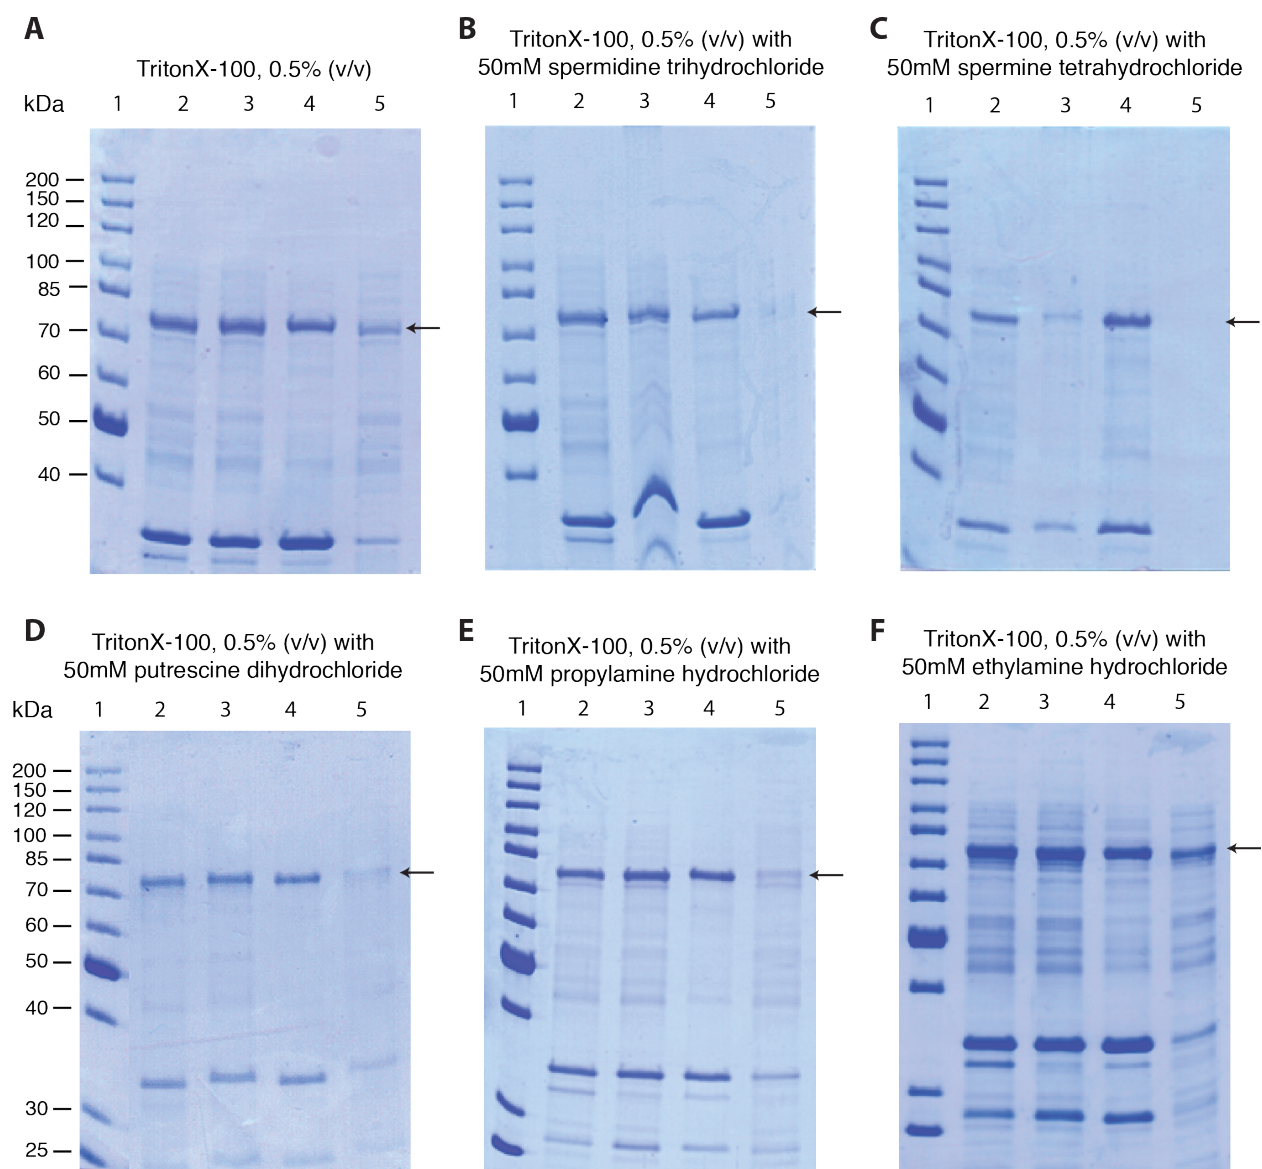 A
TritonX-100, 0.5% (v/v)
kDa 1 2 3 4 5
200
150
120
100
85
70
60
50
40
B
TritonX-100, 0.5% (v/v) with
50mM spermidine trihydrochloride
1 2 3 4 5
C
TritonX-100, 0.5% (v/v) with
50mM spermine tetrahydrochloride
1 2 3 4 5
D
TritonX-100, 0.5% (v/v) with
50mM putrescine dihydrochloride
kDa 1 2 3 4 5
200
150
120
100
85
70
60
50
40
30
25
E
TritonX-100, 0.5% (v/v) with
50mM propylamine hydrochloride
1 2 3 4 5
F
TritonX-100, 0.5% (v/v) with
50mM ethylamine hydrochloride
1 2 3 4 5